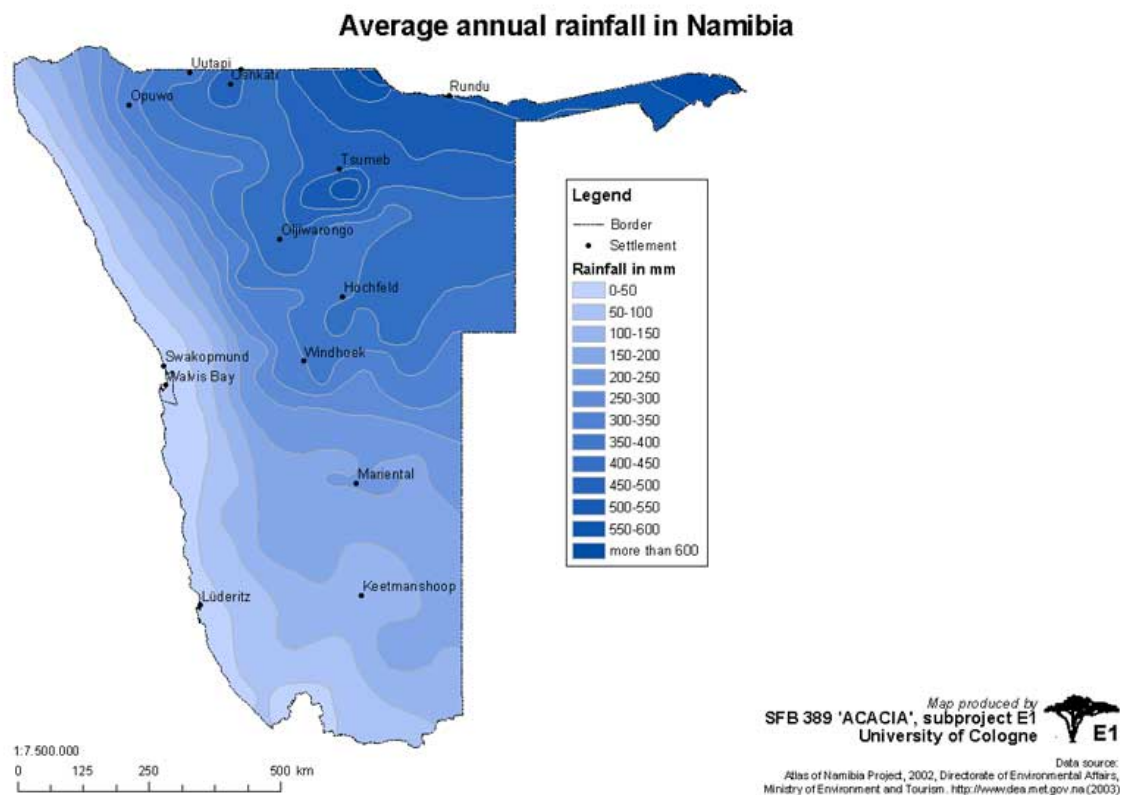 Average annual rainfall in Namibia
Uutapi
Oshkati
Rundu
Opuwo
Tsumeb
Otjiwarongo
Hochfeld
Windhoek
Swakopmund
Walvis Bay
Mariental
Keetmanshoop
Lüderitz
Legend
Border
Settlement
Rainfall in mm
0-50
50-100
100-150
150-200
200-250
250-300
300-350
350-400
400-450
450-500
500-550
550-600
more than 600
Map produced by
SFB 389 'ACACIA', subproject E1
University of Cologne
E1
Data source:
Atlas of Namibia Project, 2002, Directorate of Environmental Affairs,
Ministry of Environment and Tourism. http://www.dea.met.gov.na (2003)
1:7.500.000
0 125 250 500 km